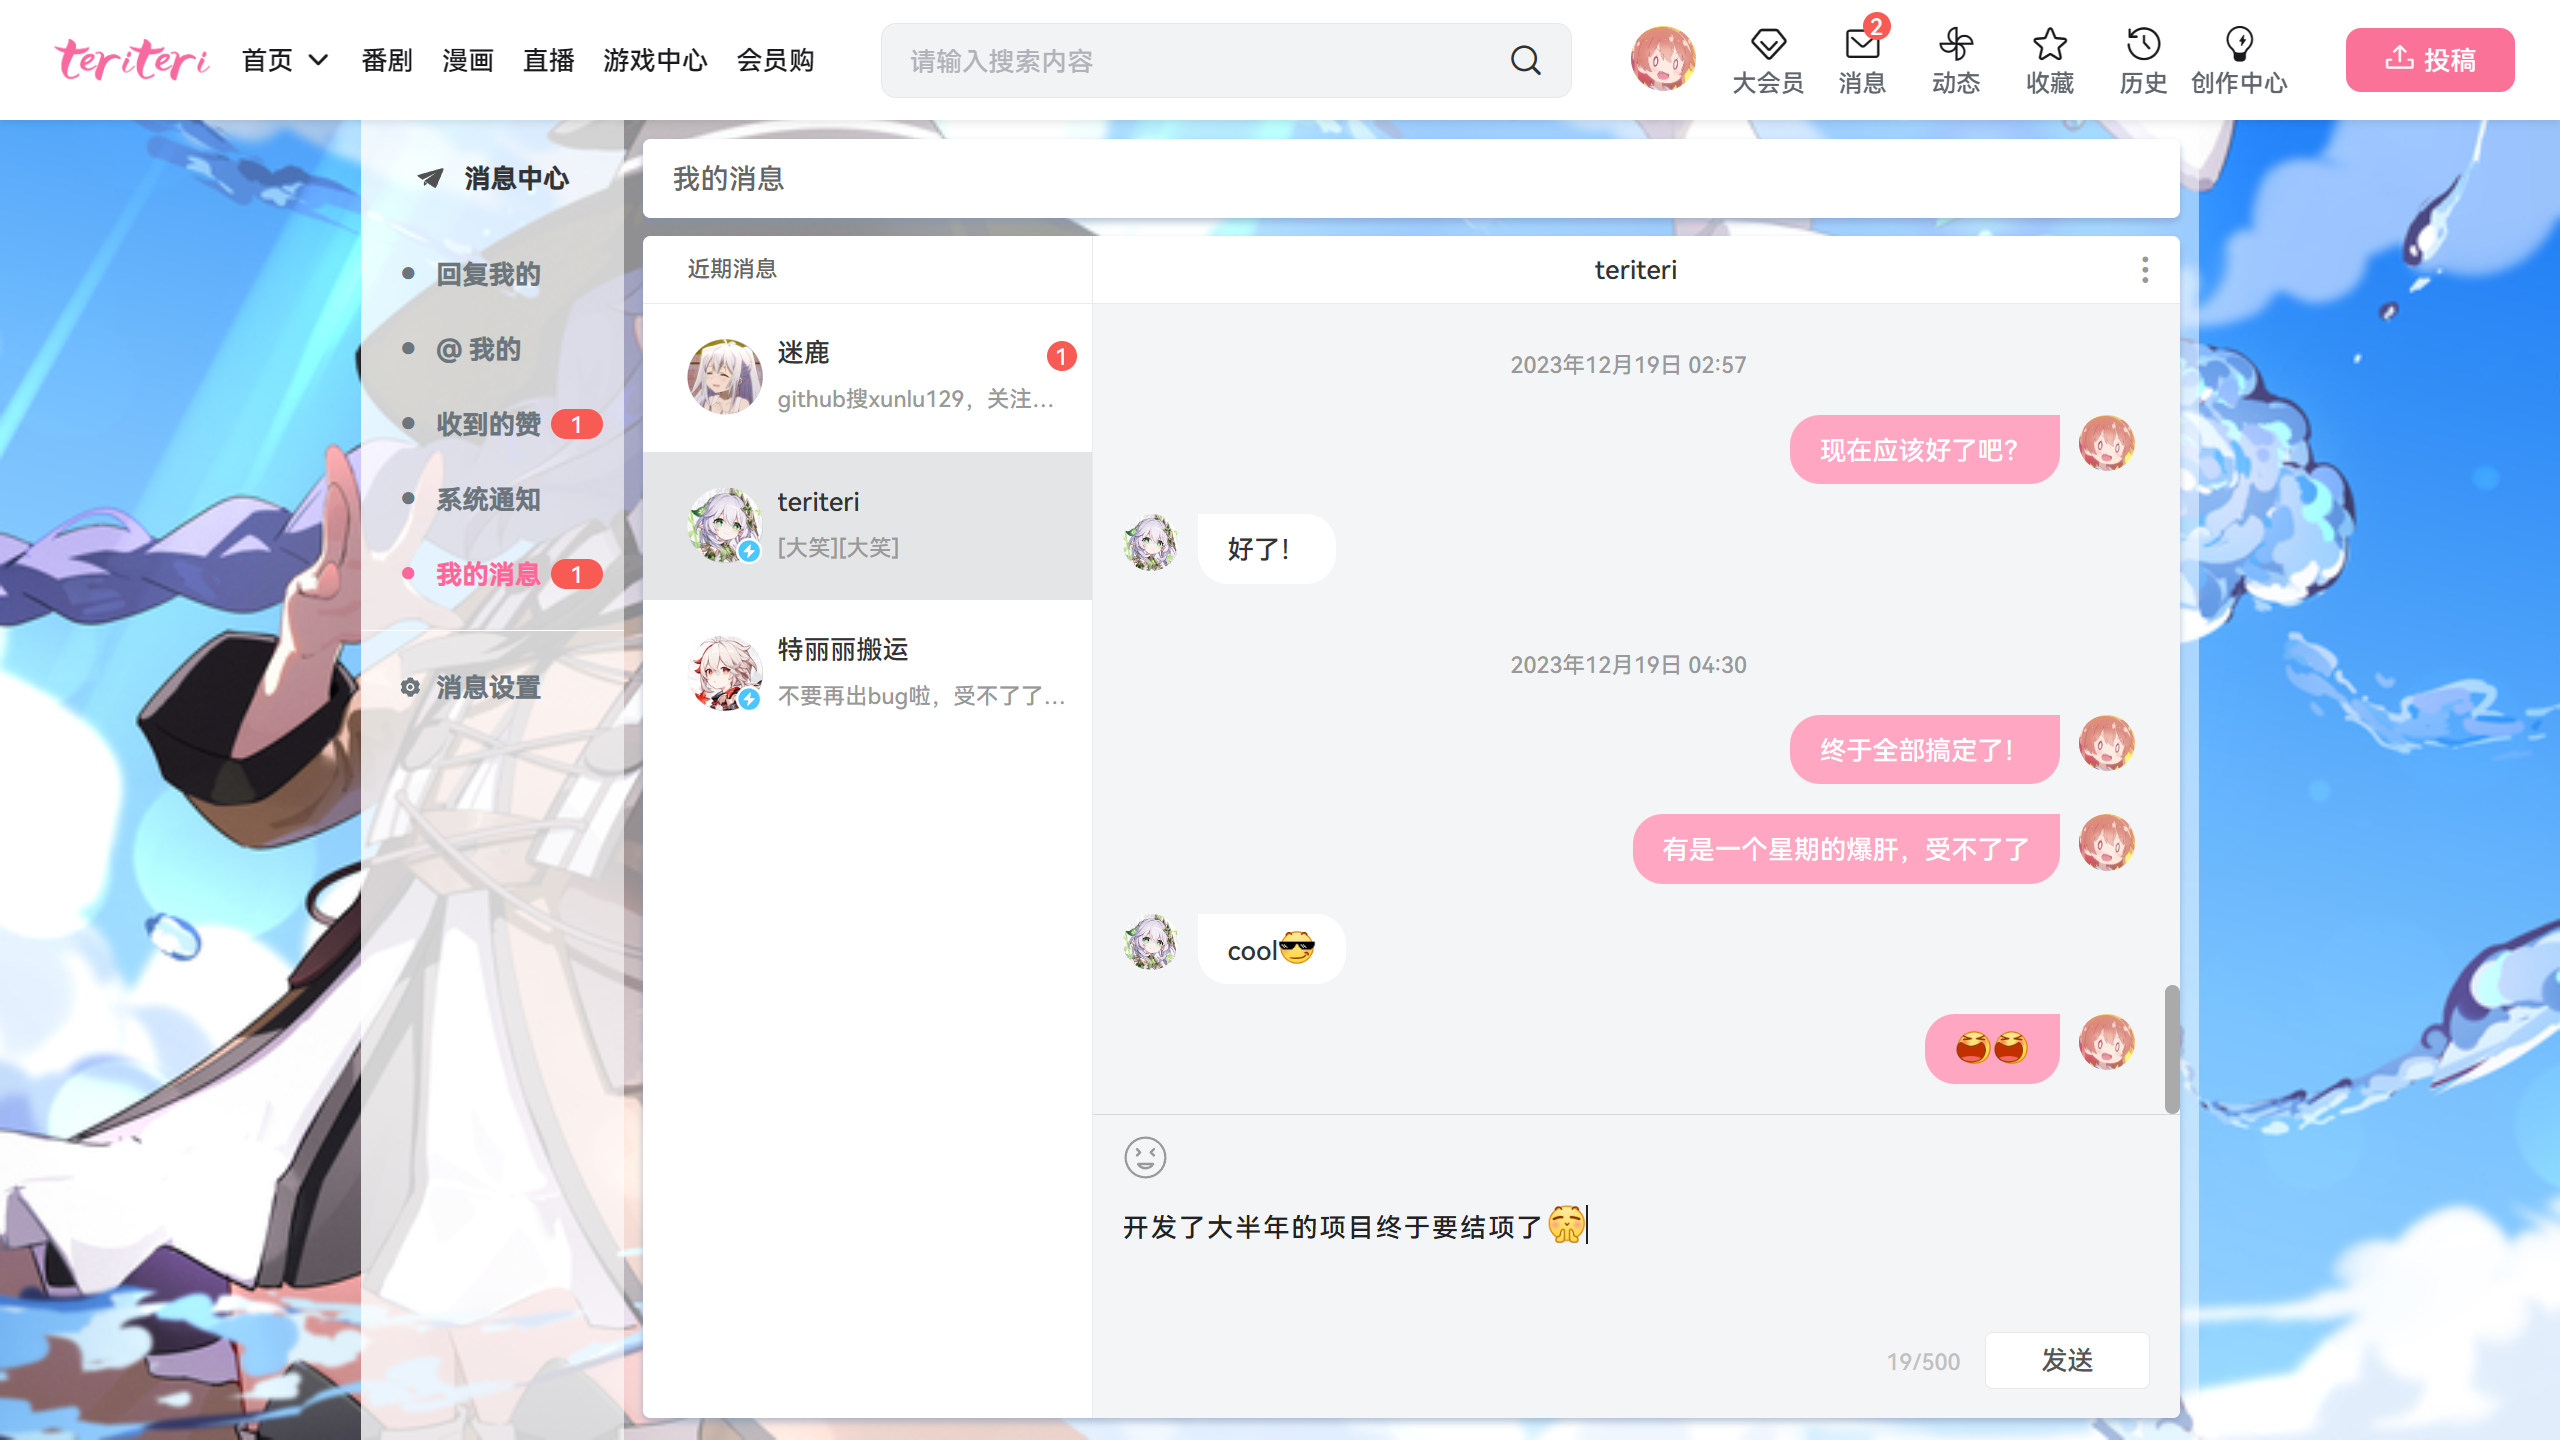 teriteri 首页 番剧 漫画 直播 游戏中心 会员购 请输入搜索内容 大会员 消息 2 动态 收藏 历史 创作中心 投稿
消息中心
回复我的
@ 我的
收到的赞 1
系统通知
我的消息 1
消息设置
我的消息
近期消息
迷鹿 1
github搜xunlu129，关注…
teriteri
[大笑][大笑]
特丽丽搬运
不要再出bug啦，受不了了…
teriteri
2023年12月19日 02:57
现在应该好了吧？
好了！
2023年12月19日 04:30
终于全部搞定了！
有是一个星期的爆肝，受不了了
cool
开发了大半年的项目终于要结项了
19/500 发送